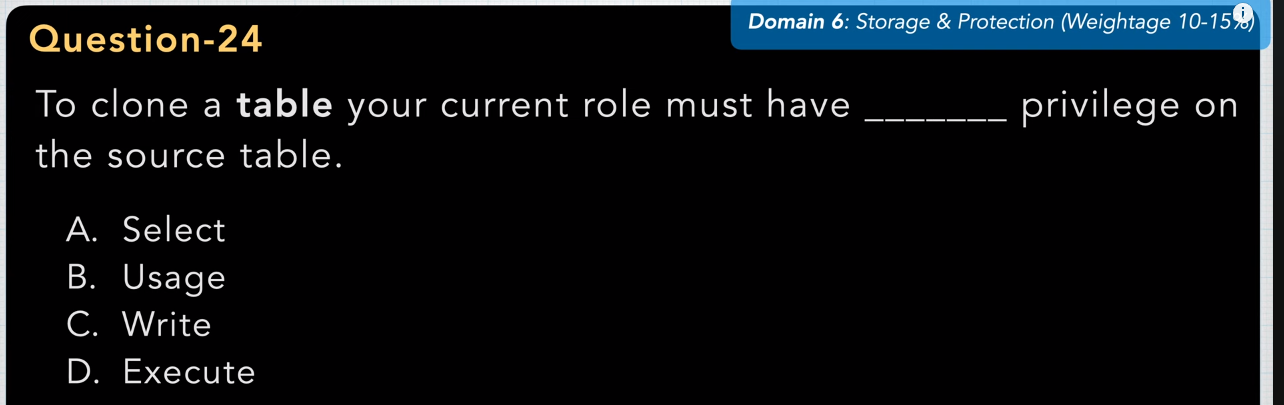 Domain 6: Storage & Protection (Weightage 10-15%)
Question-24
To clone a table your current role must have _______ privilege on
the source table.
A. Select
B. Usage
C. Write
D. Execute